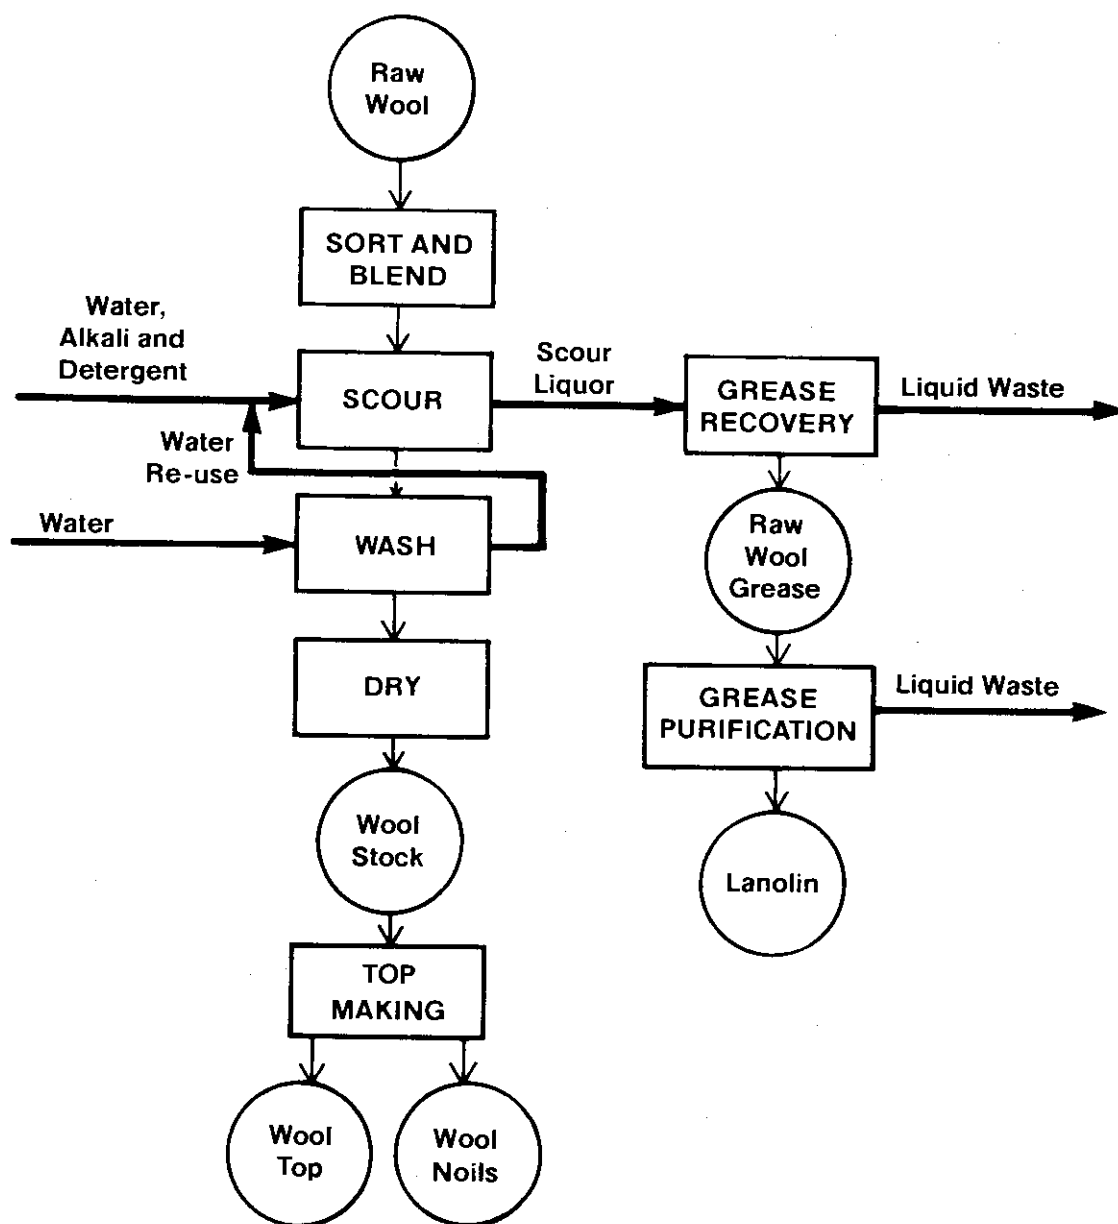 Raw
Wool
SORT AND
BLEND
Water,
Alkali and
Detergent
SCOUR
Scour
Liquor
GREASE
RECOVERY
Liquid Waste
Water
Re-use
Water
WASH
Raw
Wool
Grease
DRY
GREASE
PURIFICATION
Liquid Waste
Wool
Stock
Lanolin
TOP
MAKING
Wool
Top
Wool
Noils